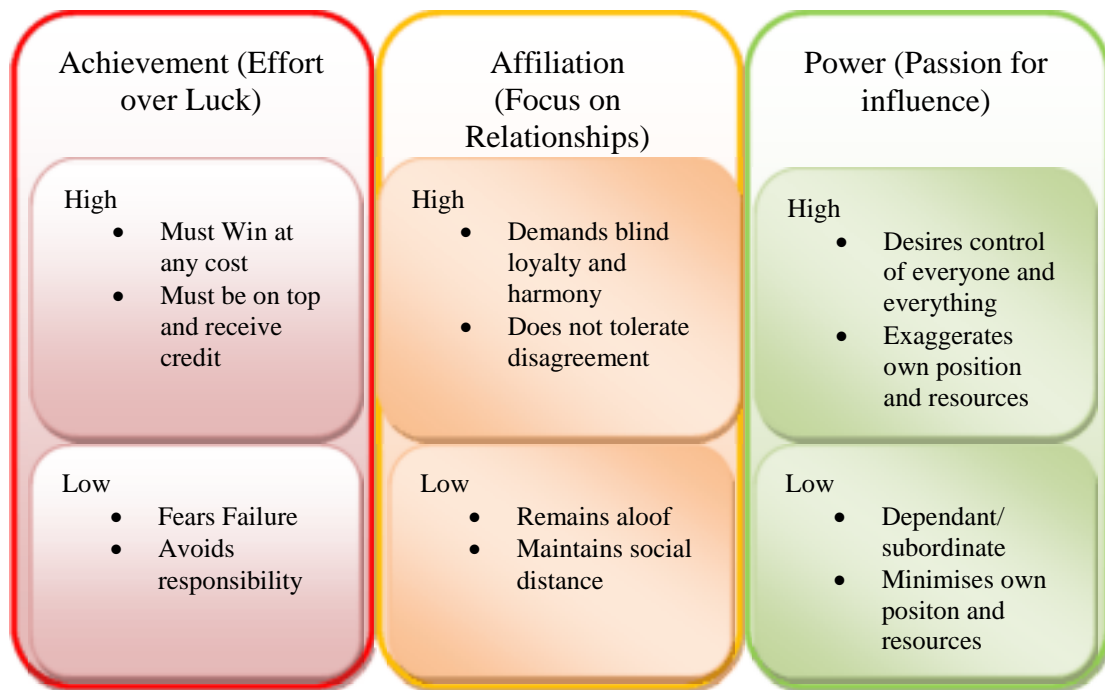 Achievement (Effort
over Luck)
High
• Must Win at
any cost
• Must be on top
and receive
credit
Low
• Fears Failure
• Avoids
responsibility
Affiliation
(Focus on
Relationships)
High
• Demands blind
loyalty and
harmony
• Does not tolerate
disagreement
Low
• Remains aloof
• Maintains social
distance
Power (Passion for
influence)
High
• Desires control
of everyone and
everything
• Exaggerates
own position
and resources
Low
• Dependant/
subordinate
• Minimises own
positon and
resources